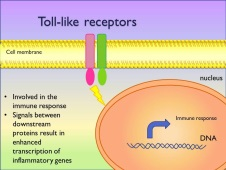 Toll-like receptors
Cell membrane
nucleus
• Involved in the
immune response
• Signals between
downstream
proteins result in
enhanced
transcription of
inflammatory genes
Immune response
DNA